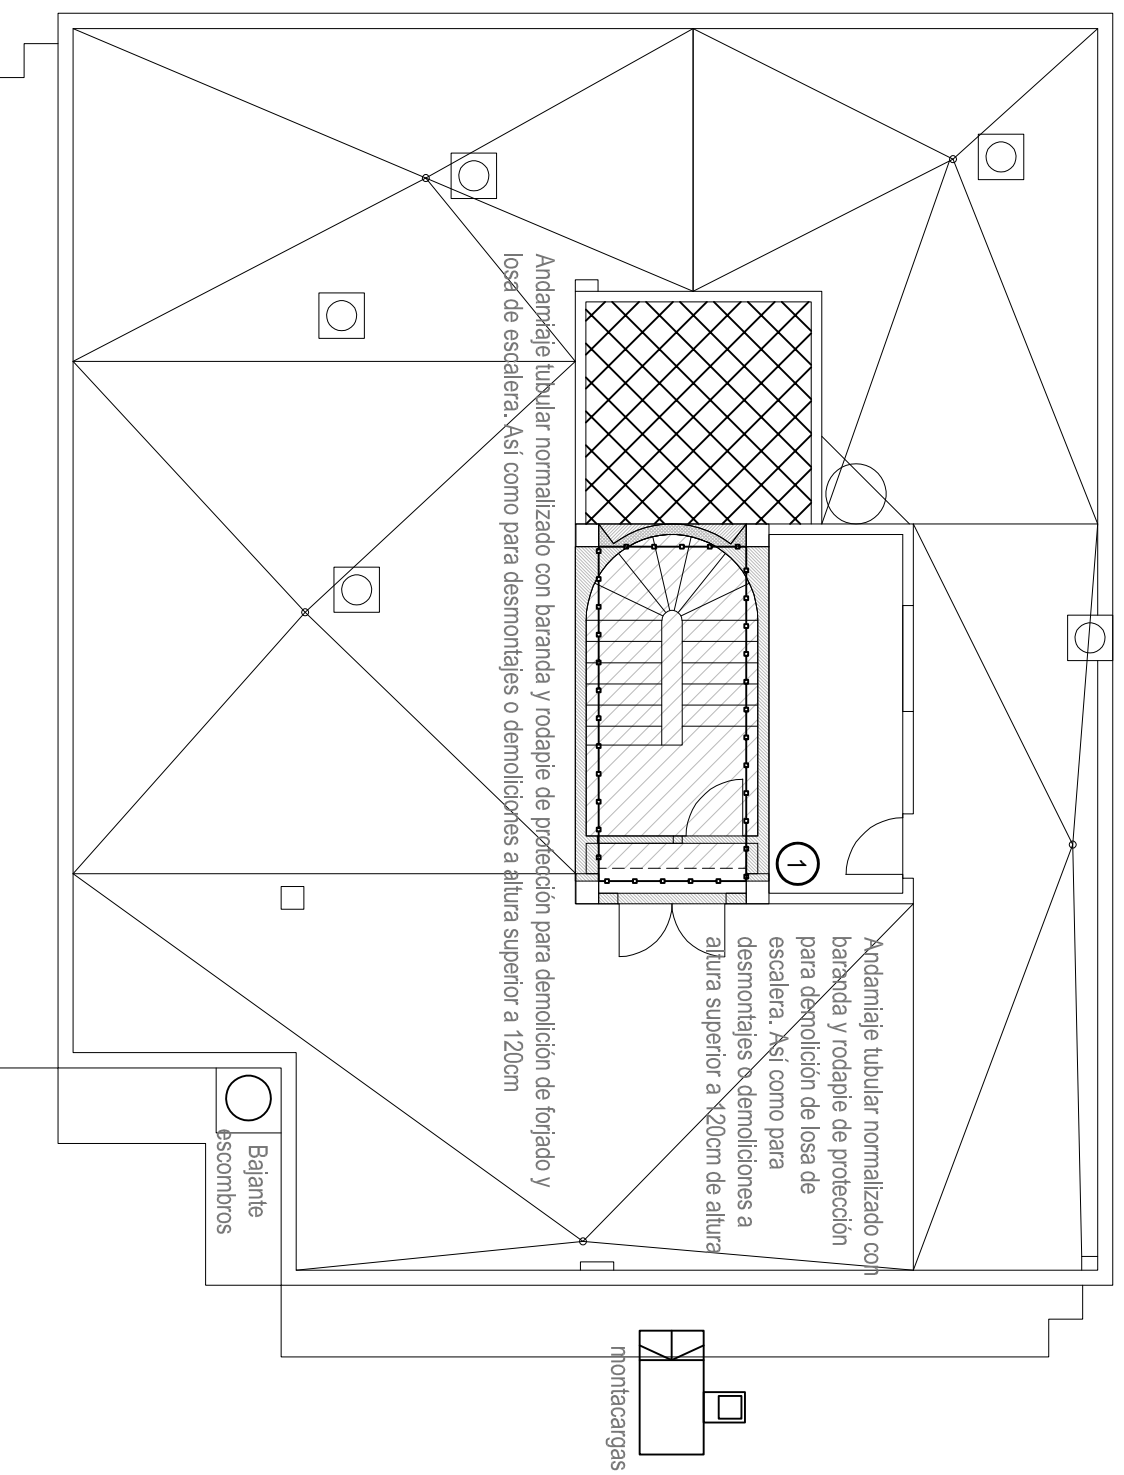 Andamiaje tubular normalizado con baranda y rodapie de protección para demolición de forjado y
losa de escalera. Así como para desmontajes o demoliciones a altura superior a 120cm
1
Andamiaje tubular normalizado con
baranda y rodapie de protección
para demolición de losa de
escalera. Así como para
desmontajes o demoliciones a
altura superior a 120cm de altura
Bajante
escombros
montacargas